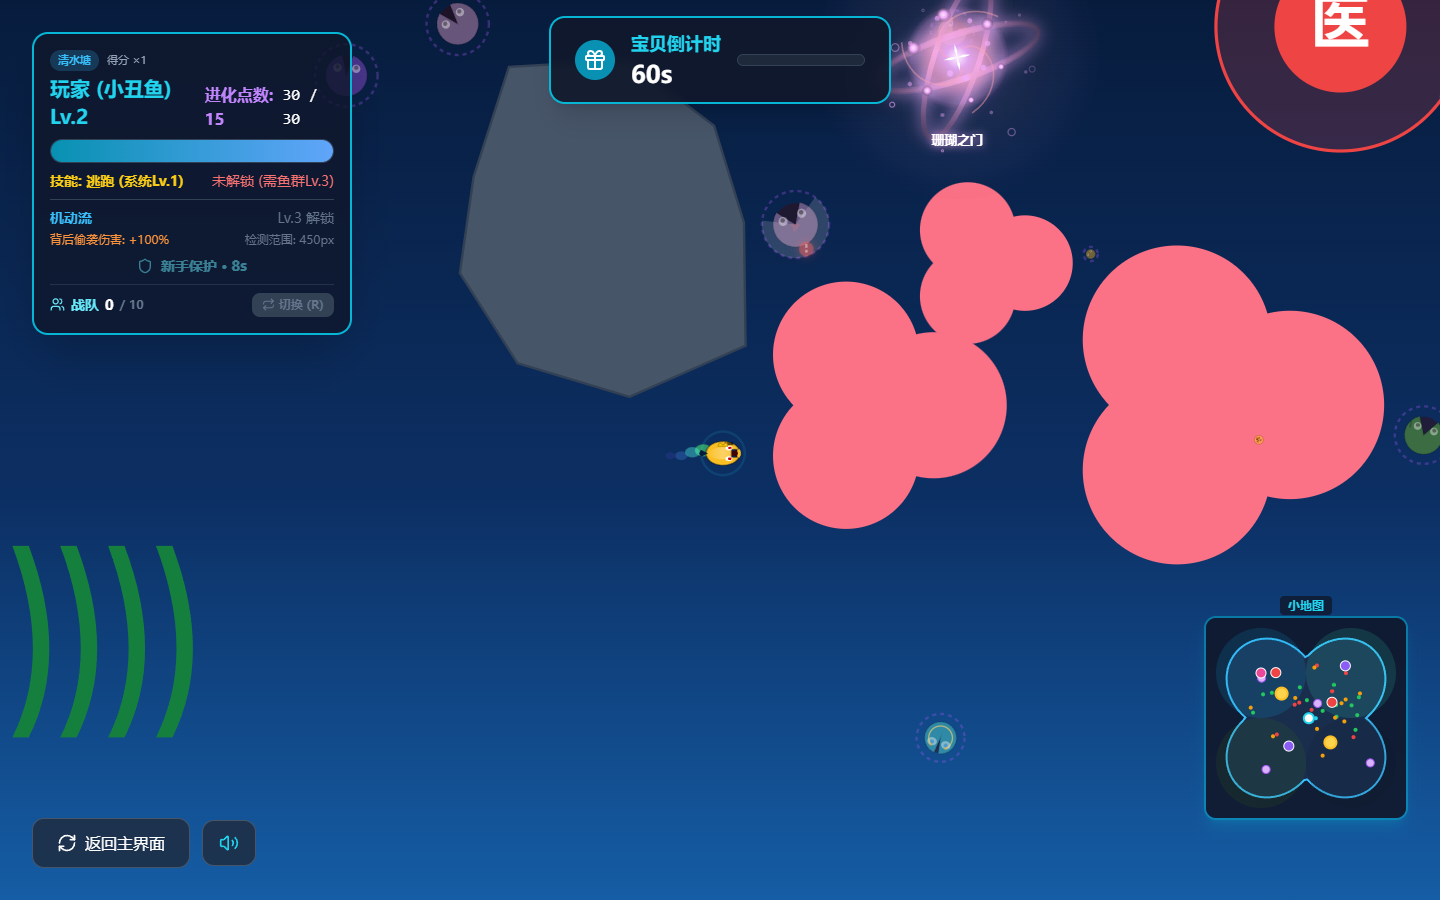 清水塘 得分 ×1
玩家 (小丑鱼)
Lv.2
进化点数:
15
30 /
30
技能: 逃跑 (系统Lv.1) 未解锁 (需鱼群Lv.3)
机动流 Lv.3 解锁
背后偷袭伤害: +100% 检测范围: 450px
新手保护 • 8s
战队 0 / 10 切换 (R)
宝贝倒计时
60s
医
珊瑚之门
小地图
返回主界面